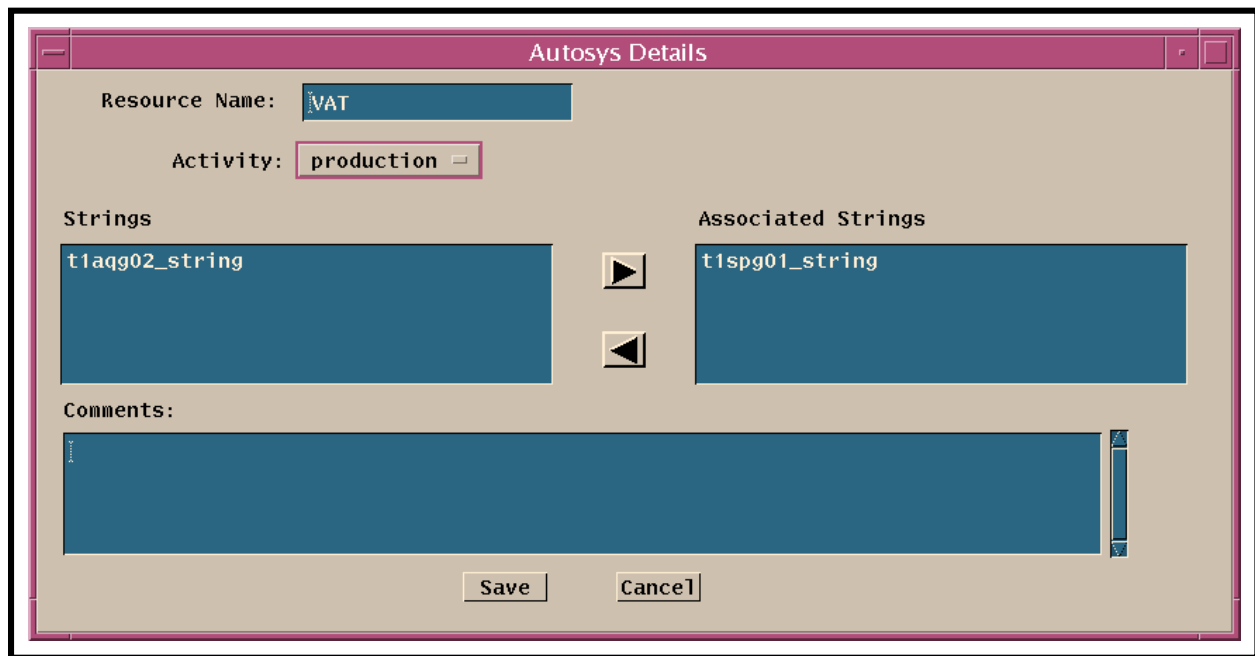 Autosys Details
Resource Name: VAT
Activity: production
Strings Associated Strings
t1aqg02_string t1spg01_string
Comments:
Save Cancel